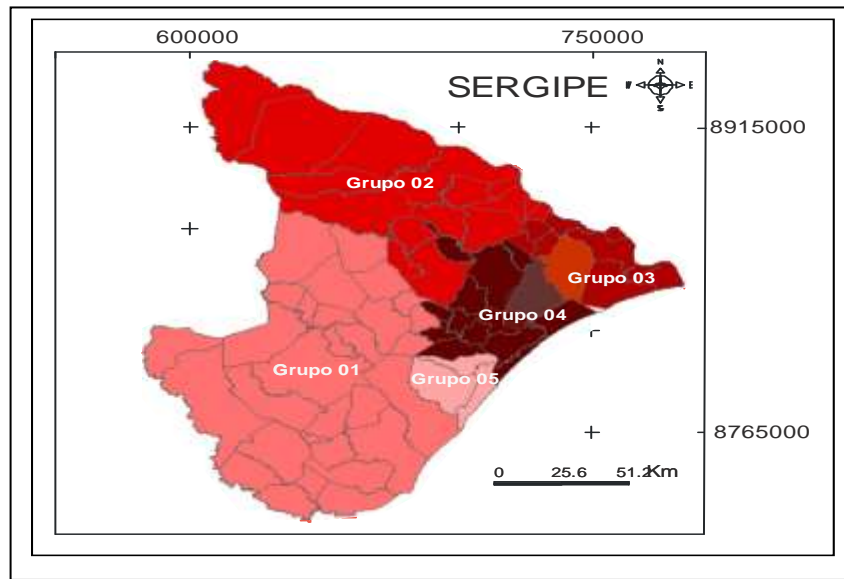 600000 750000
SERGIPE
N
W E
S
8915000
Grupo 02
Grupo 03
Grupo 04
Grupo 01
Grupo 05
8765000
0 25.6 51.2 Km